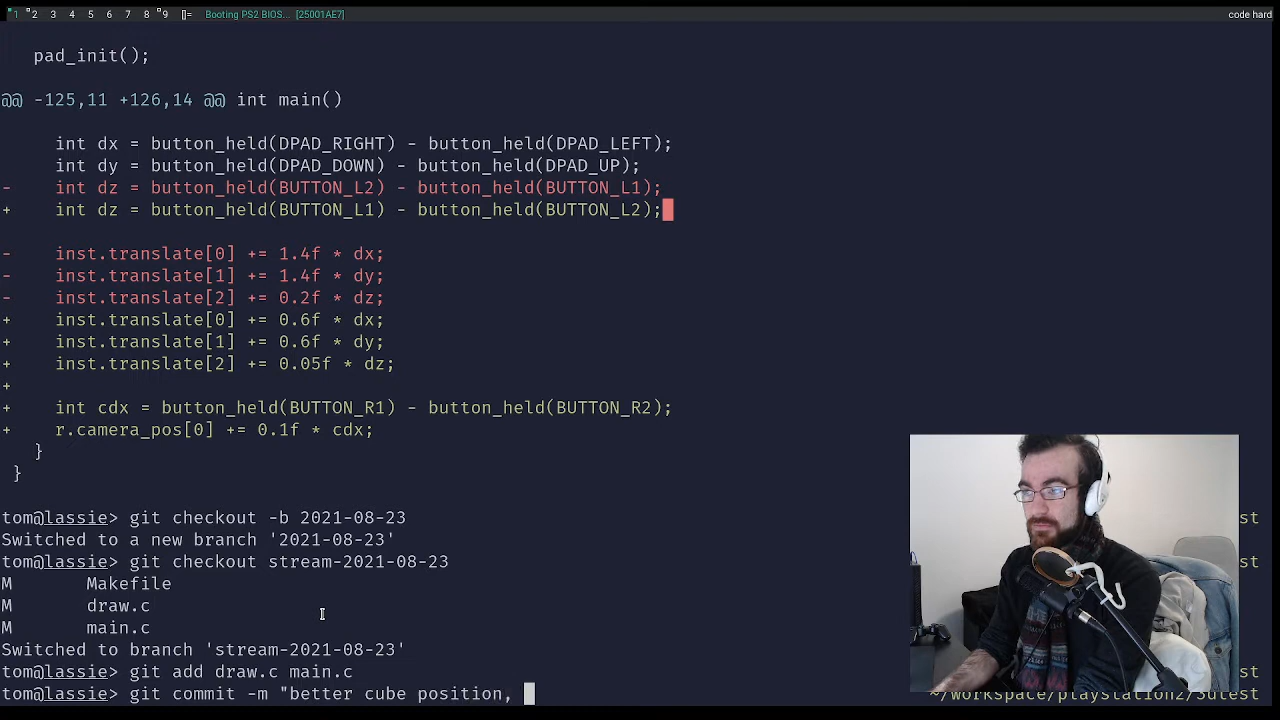 1 2 3 4 5 6 7 8 9 []= Booting PS2 BIOS... [25001AE7] code hard
pad_init();
@@ -125,11 +126,14 @@ int main()
int dx = button_held(DPAD_RIGHT) - button_held(DPAD_LEFT);
int dy = button_held(DPAD_DOWN) - button_held(DPAD_UP);
- int dz = button_held(BUTTON_L2) - button_held(BUTTON_L1);
+ int dz = button_held(BUTTON_L1) - button_held(BUTTON_L2);
- inst.translate[0] += 1.4f * dx;
- inst.translate[1] += 1.4f * dy;
- inst.translate[2] += 0.2f * dz;
+ inst.translate[0] += 0.6f * dx;
+ inst.translate[1] += 0.6f * dy;
+ inst.translate[2] += 0.05f * dz;
+
+ int cdx = button_held(BUTTON_R1) - button_held(BUTTON_R2);
+ r.camera_pos[0] += 0.1f * cdx;
}
}
tom@lassie> git checkout -b 2021-08-23 st
Switched to a new branch '2021-08-23'
tom@lassie> git checkout stream-2021-08-23 st
M Makefile
M draw.c
M main.c
Switched to branch 'stream-2021-08-23'
tom@lassie> git add draw.c main.c st
tom@lassie> git commit -m "better cube position, ~/workspace/playstation2/3dtest